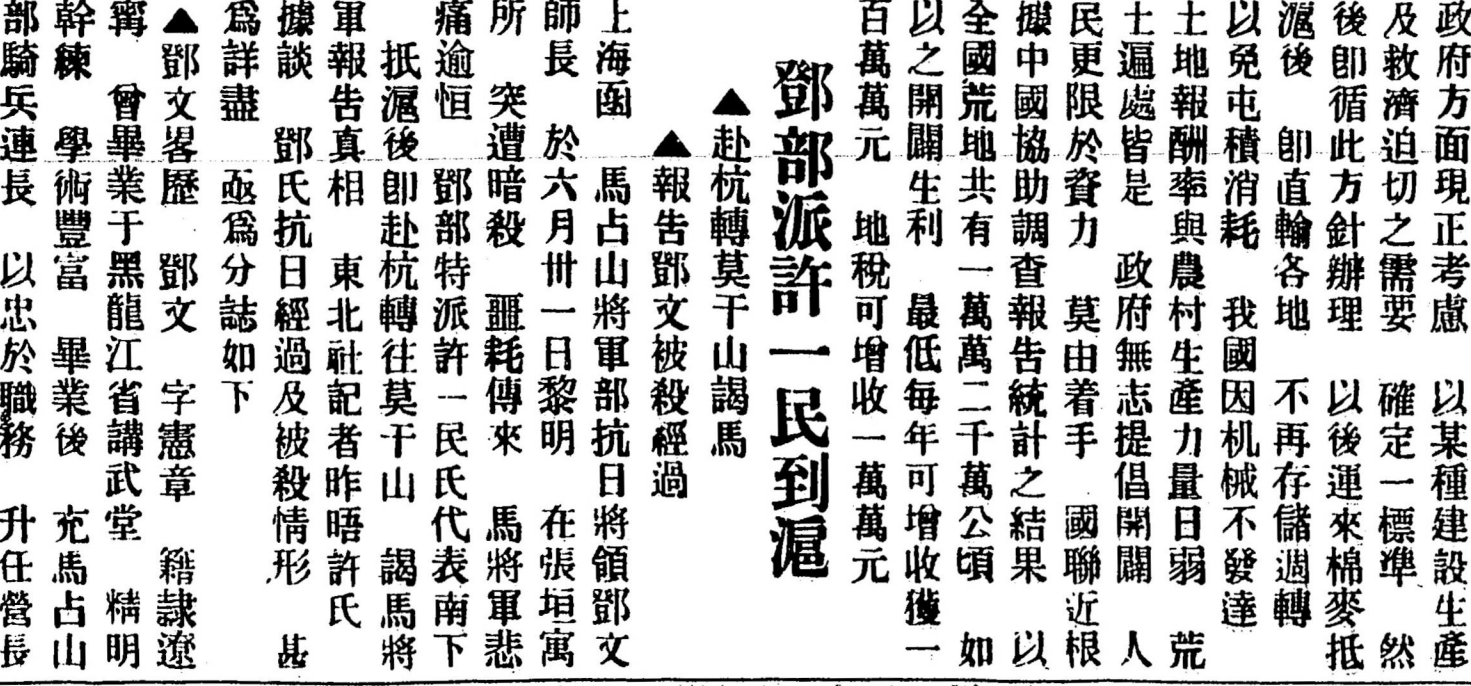 政府方面現正考慮　以某種建設生產
及救濟迫切之需要　確定一標準　然
後卽循此方針辦理　以後運來棉麥抵
滬後　卽直輸各地　不再存儲週轉
以免屯積消耗　我國因机械不發達
土地報酬率與農村生產力量日弱　荒
土遍處皆是　政府無志提倡開闢　人
民更限於資力　莫由着手　國聯近根
據中國協助調查報告統計之結果　以
全國荒地共有一萬萬二千萬公頃　如
以之開闢生利　最低每年可增收獲一
百萬萬元　地稅可增收一萬萬元
鄧部派許一民到滬
▲赴杭轉莫干山謁馬
▲報告鄧文被殺經過
上海函　馬占山將軍部抗日將領鄧文
師長　於六月卅一日黎明　在張垣寓
所　突遭暗殺　噩耗傳來　馬將軍悲
痛逾恒　鄧部特派許一民氏代表南下
抵滬後卽赴杭轉往莫干山　謁馬將
軍報告真相　東北社記者昨晤許氏
據談　鄧氏抗日經過及被殺情形　甚
爲詳盡　亟爲分誌如下
▲鄧文畧歷　鄧文　字憲章　籍隸遼
寗　曾畢業于黑龍江省講武堂　精明
幹練　學術豐富　畢業後　充馬占山
部騎兵連長　以忠於職務　升任營長